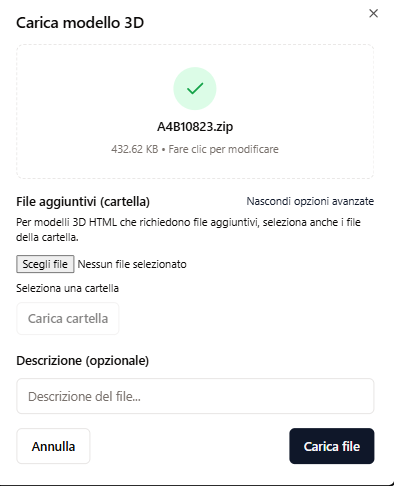 Carica modello 3D
A4B10823.zip
432.62 KB • Fare clic per modificare
File aggiuntivi (cartella)
Nascondi opzioni avanzate
Per modelli 3D HTML che richiedono file aggiuntivi, seleziona anche i file
della cartella.
Scegli file Nessun file selezionato
Seleziona una cartella
Carica cartella
Descrizione (opzionale)
Descrizione del file...
Annulla
Carica file